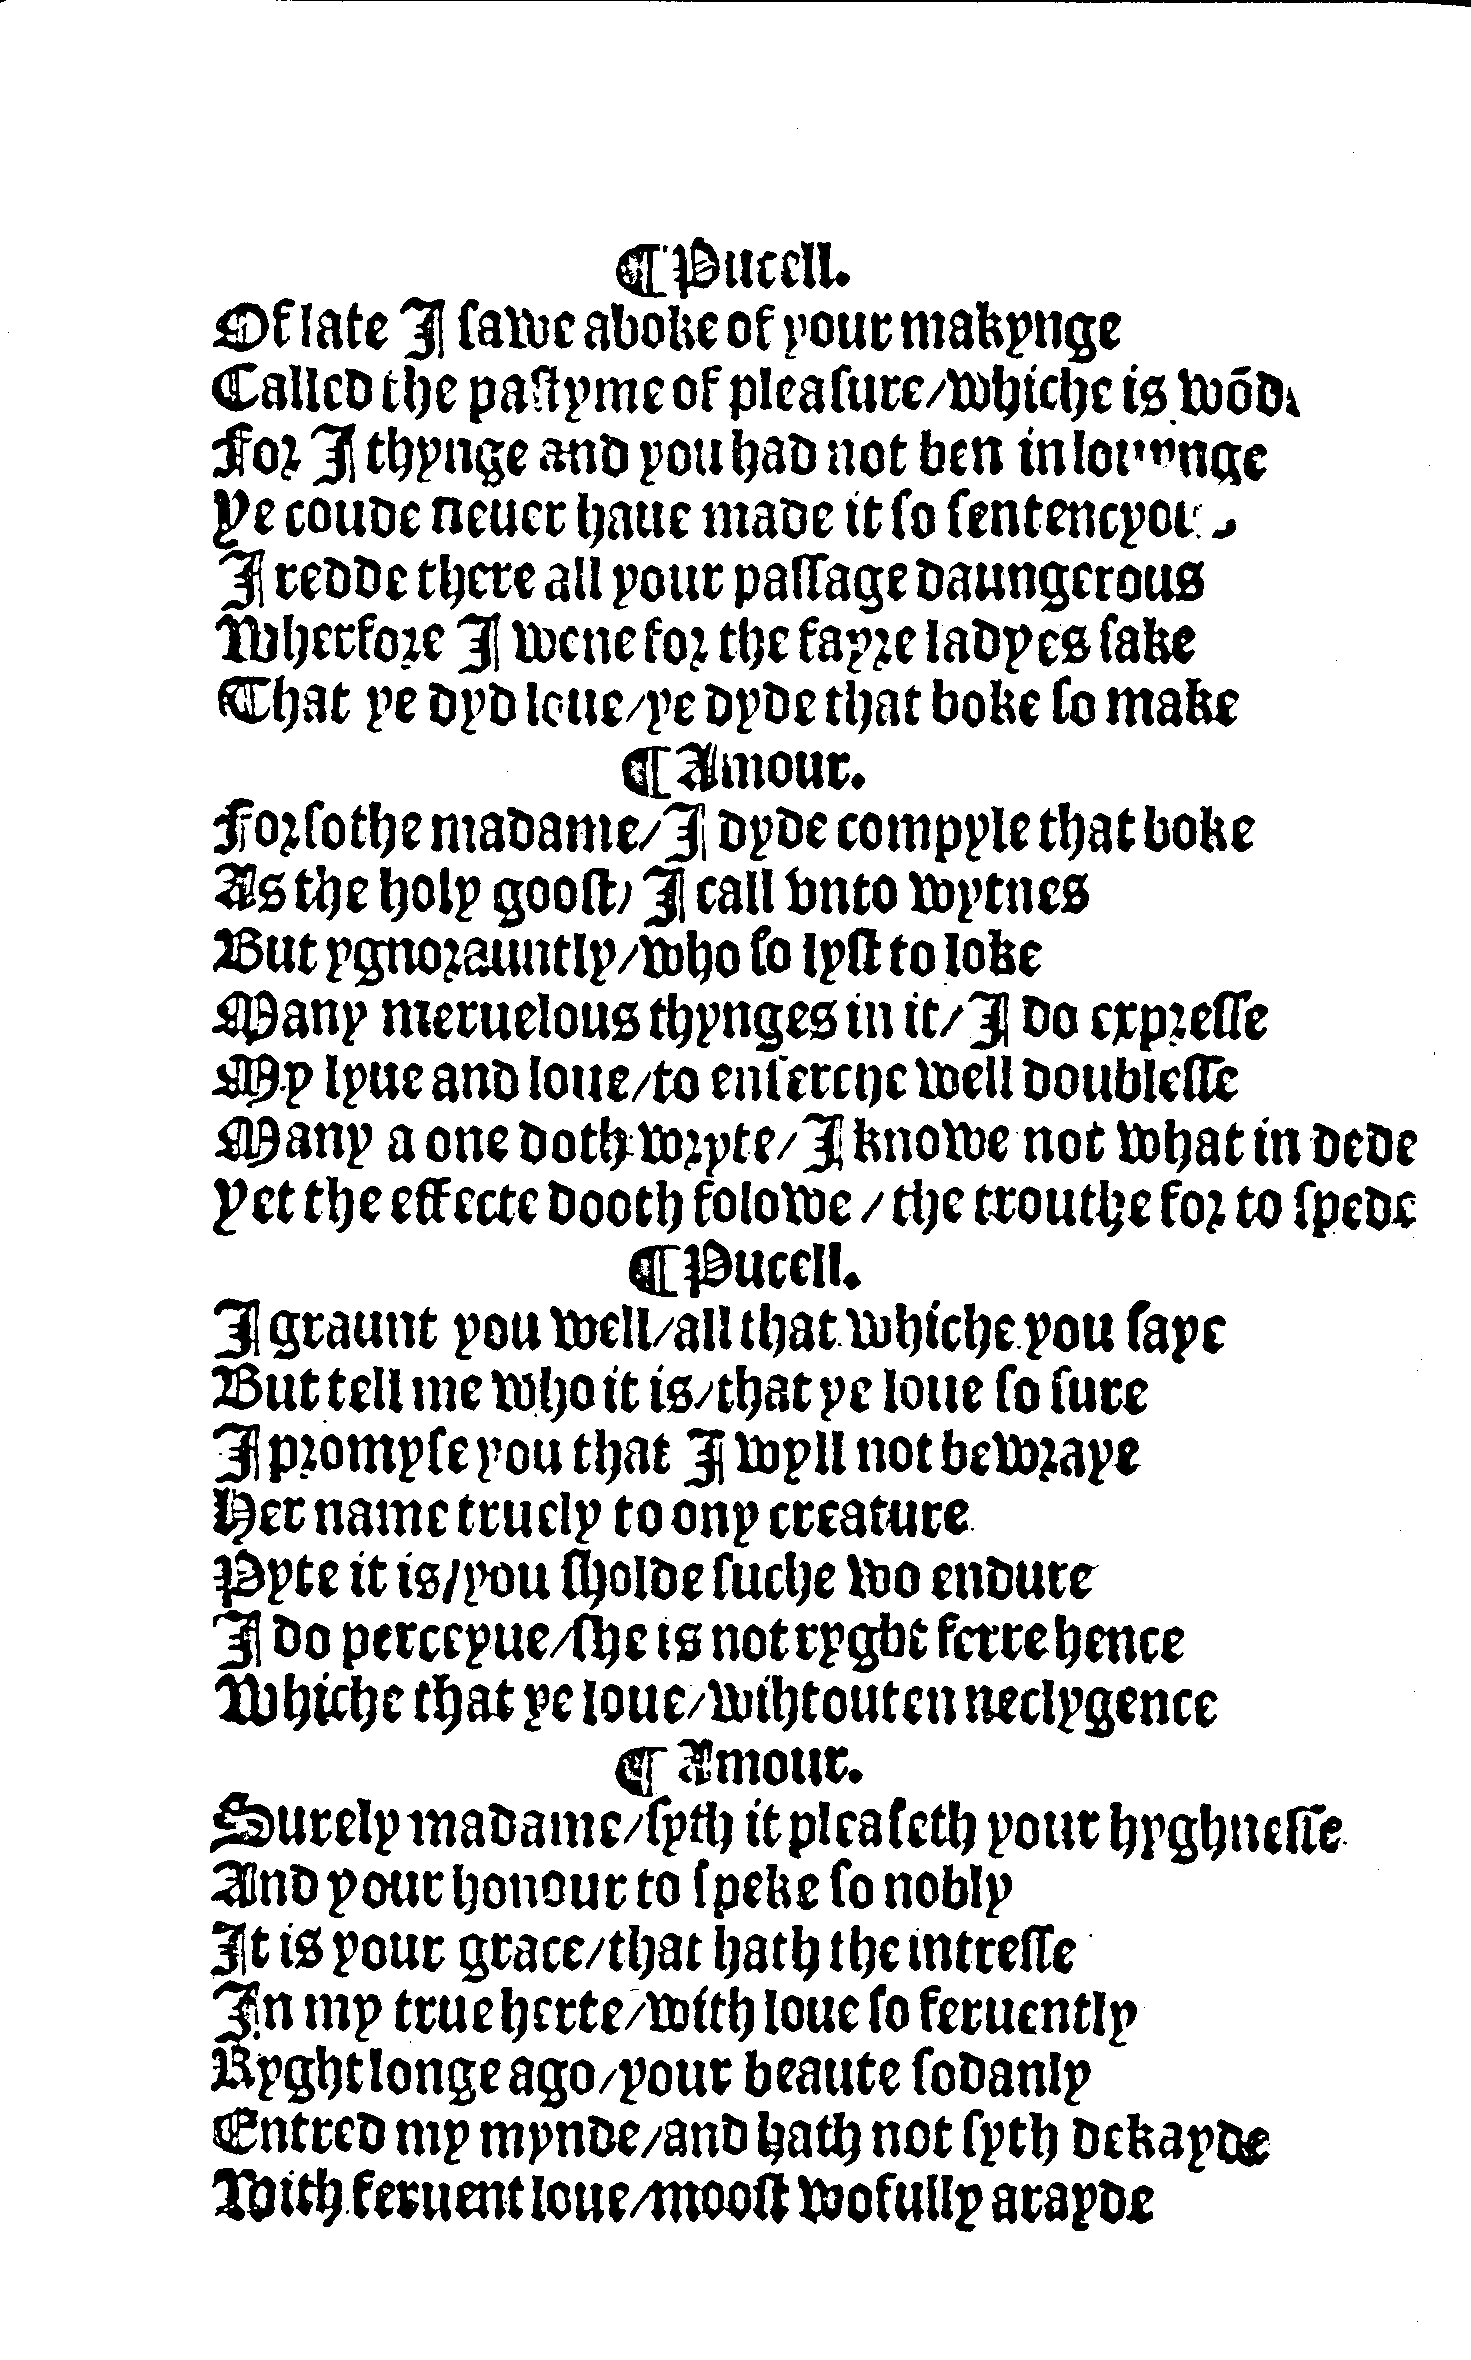 ¶ Pucell.
Of late I sawe aboke of your makynge
Called the pastyme of pleasure/whiche is
For I thynge and you had not ben in louynge
Ye coude neuer haue made it so
I redde there all your passage daungerous
Wherfore I wene for the fayre ladyes sake
That ye dyd loue/ye dyde that boke so make
¶ Amour.
Forsothe madame/I dyde compyle that boke
As the holy goost/ I call vnto wytnes
But ygnorauntly/who so lyst to loke
Many meruelous thynges in it/I do expresse
My lyue and loue/to enserche well doublesse
Many a one doth wryte/I knowe not what in dede
Yet the effecte dooth folowe / the trouthe for to spede
¶ Pucell.
I graunt you well/all that whiche you saye
But tell me who it is/that ye loue so sure
I promyse you that I wyll not bewraye
Her name truely to ony creature
Pyte it is/you sholde suche wo endure
I do perceyue/she is not ryght ferre hence
Whiche that ye loue/wihtouten neclygence
¶ Amour.
Surely madame/syth it pleaseth your hyghnesse
And your honour to speke so nobly
It is your grace/that hath the intresse
In my true herte/with loue so feruently
Ryght longe ago/your beaute sodanly
Entred my mynde/and hath not syth dekayde
With feruent loue/moost wofully arayde